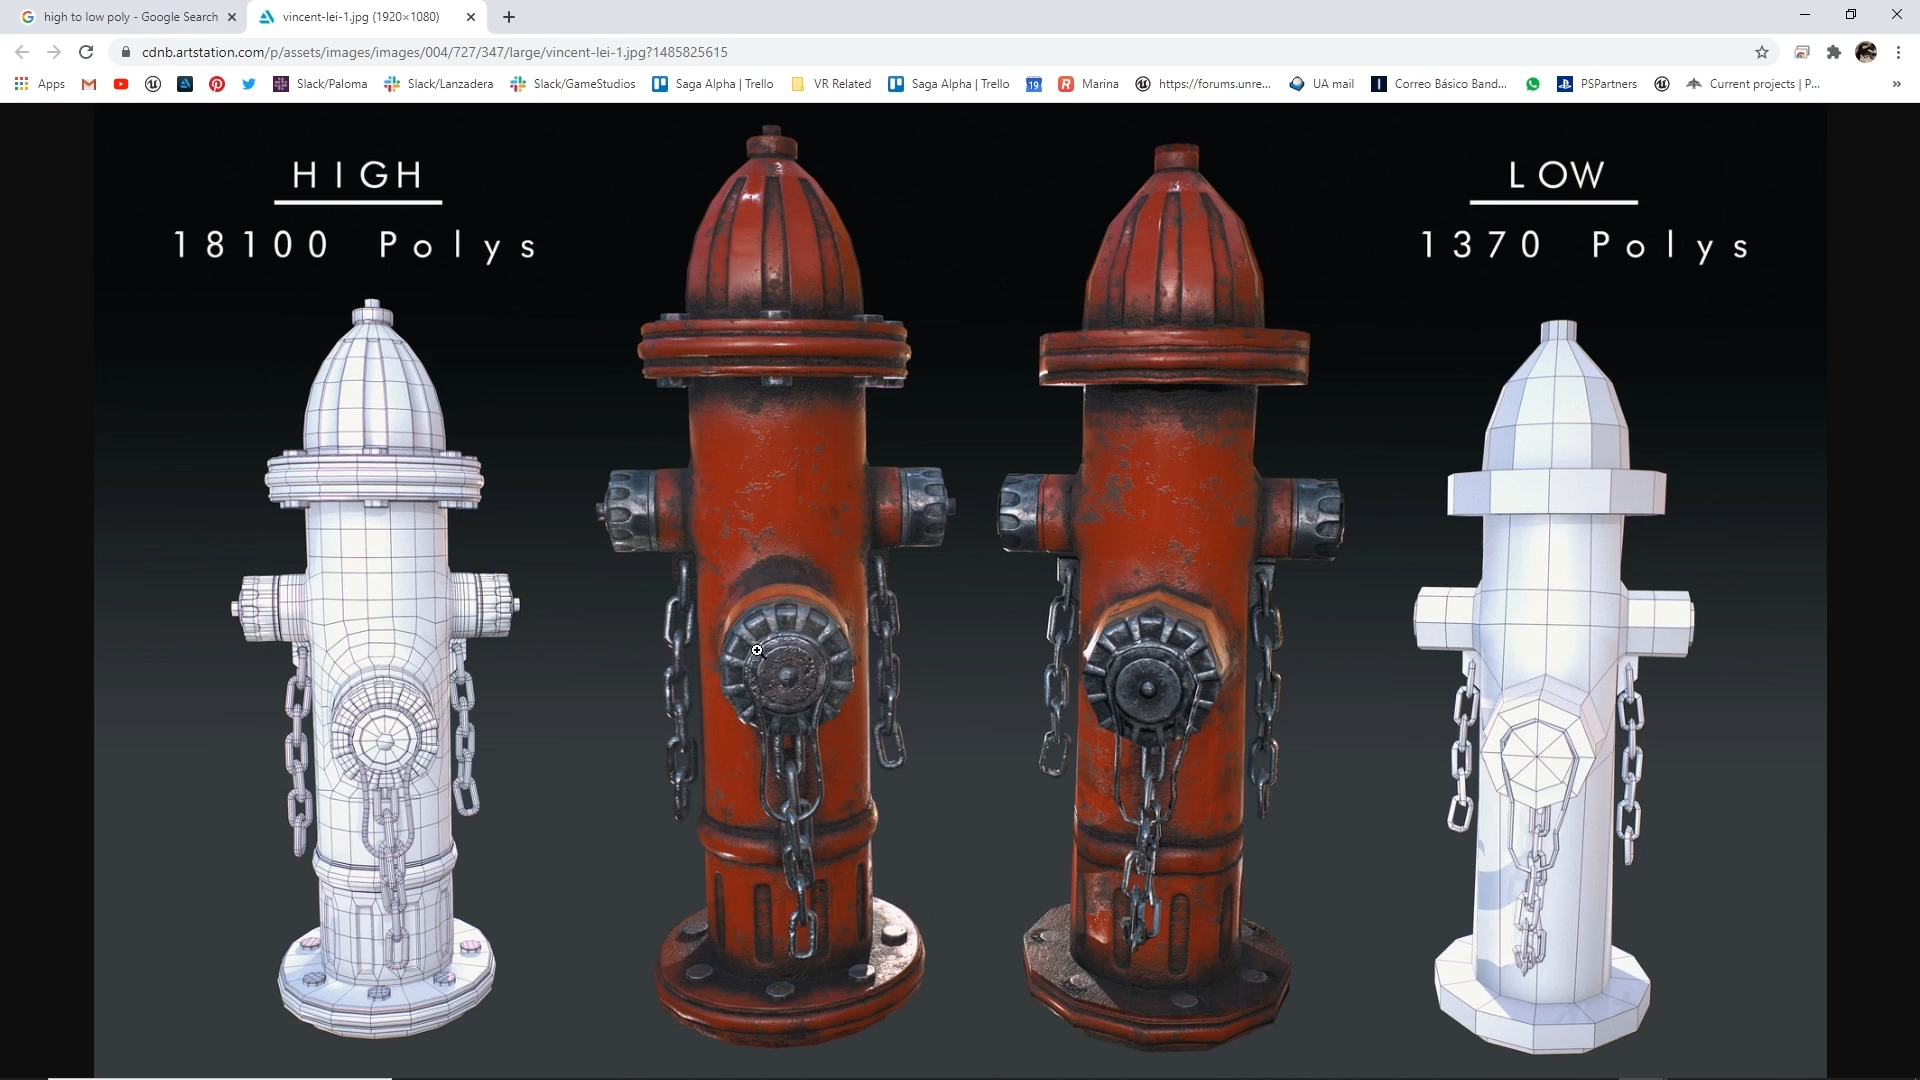 high to low poly - Google Search
vincent-lei-1.jpg (1920×1080)
cdnb.artstation.com/p/assets/images/images/004/727/347/large/vincent-lei-1.jpg?1485825615
Apps
Slack/Paloma
Slack/Lanzadera
Slack/GameStudios
Saga Alpha | Trello
VR Related
Saga Alpha | Trello
19
Marina
https://forums.unre...
UA mail
Correo Básico Band...
PSPartners
Current projects | P...
»
HIGH
18100 Polys
LOW
1370 Polys